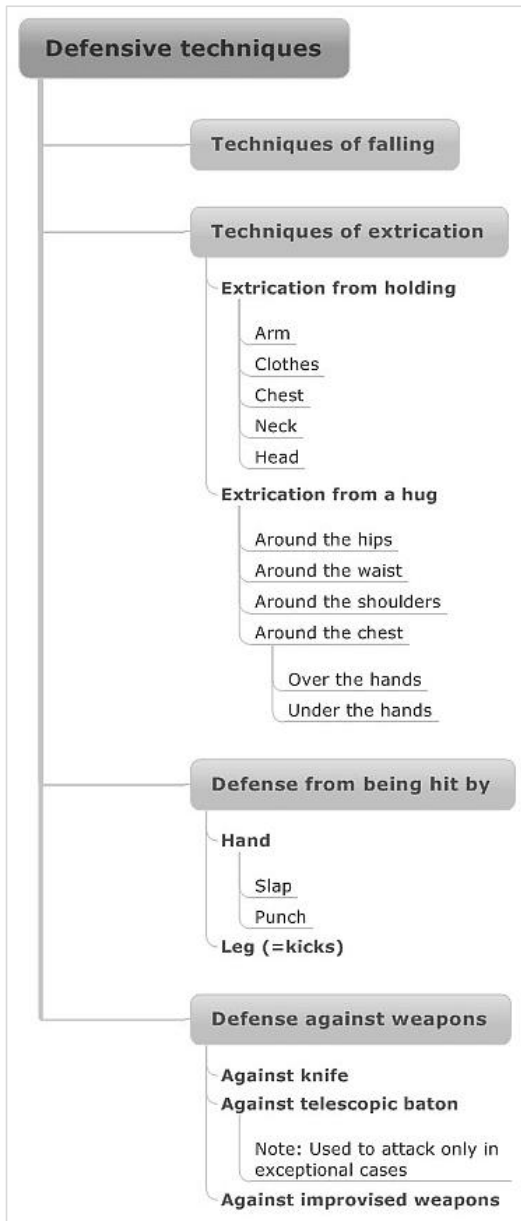 Defensive techniques
Techniques of falling
Techniques of extrication
Extrication from holding
Arm
Clothes
Chest
Neck
Head
Extrication from a hug
Around the hips
Around the waist
Around the shoulders
Around the chest
Over the hands
Under the hands
Defense from being hit by
Hand
Slap
Punch
Leg (=kicks)
Defense against weapons
Against knife
Against telescopic baton
Note: Used to attack only in
exceptional cases
Against improvised weapons